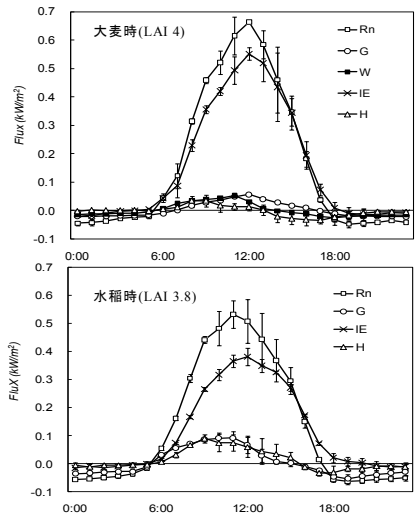 0.7
0.6
0.5
0.4
0.3
0.2
0.1
0.0
-0.1
Flux (kW/m²)
大麦時(LAI 4)
Rn
G
W
lE
H
0:00
6:00
12:00
18:00
0.7
0.6
0.5
0.4
0.3
0.2
0.1
0.0
-0.1
FluX (kW/m²)
水稲時(LAI 3.8)
Rn
G
lE
H
0:00
6:00
12:00
18:00